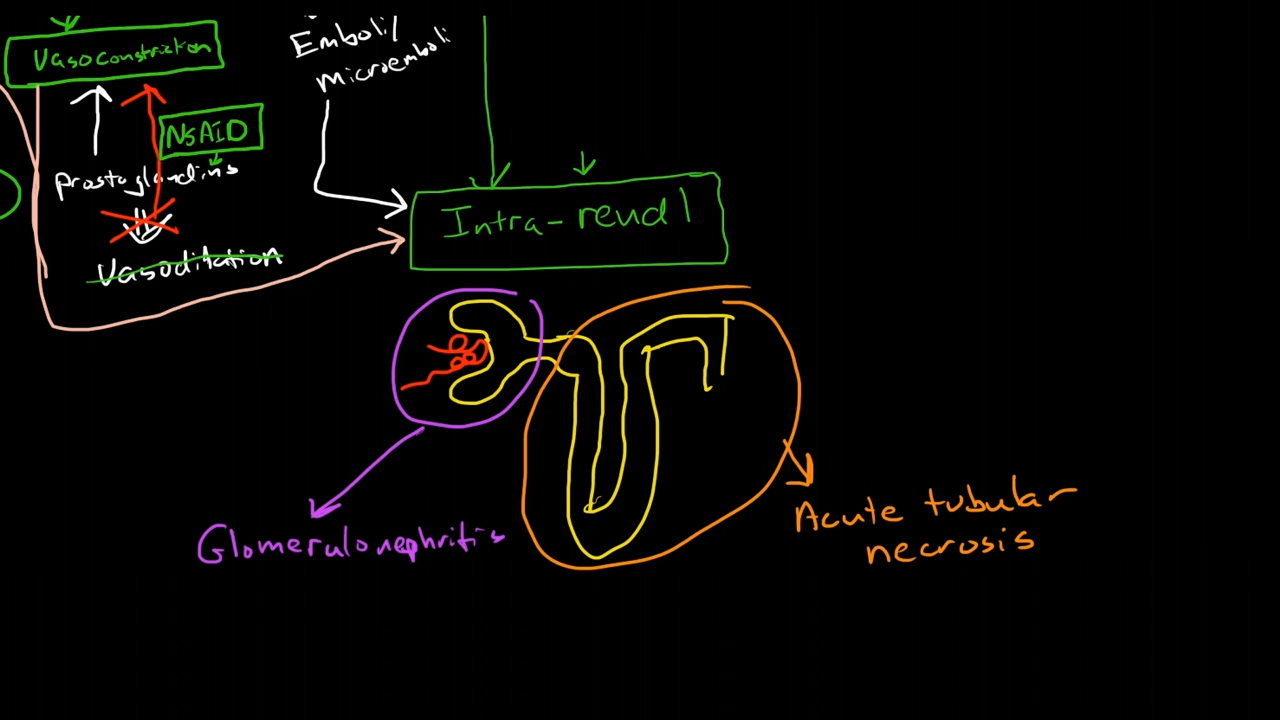 Vasoconstriction
Emboli/
microemboli
NSAID
prostaglandins
Vasodilation
Intra-renal
Glomerulonephritis
Acute tubular
necrosis